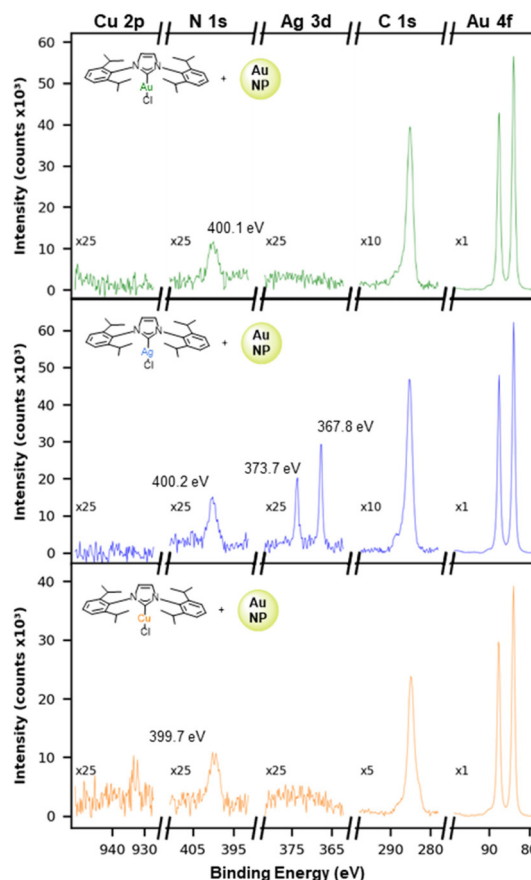 Cu 2p N 1s Ag 3d C 1s Au 4f
60
50
40
30
20
10
0
Intensity (counts x10³)
N N
Au
Cl
+
Au
NP
x25
x25
400.1 eV
x25
x10
x1
60
50
40
30
20
10
0
Intensity (counts x10³)
N N
Ag
Cl
+
Au
NP
x25
400.2 eV
x25
373.7 eV
367.8 eV
x25
x10
x1
40
30
20
10
0
Intensity (counts x10³)
N N
Cu
Cl
+
Au
NP
x25
399.7 eV
x25
x25
x5
x1
940 930 405 395 375 365 290 280 90 80
Binding Energy (eV)